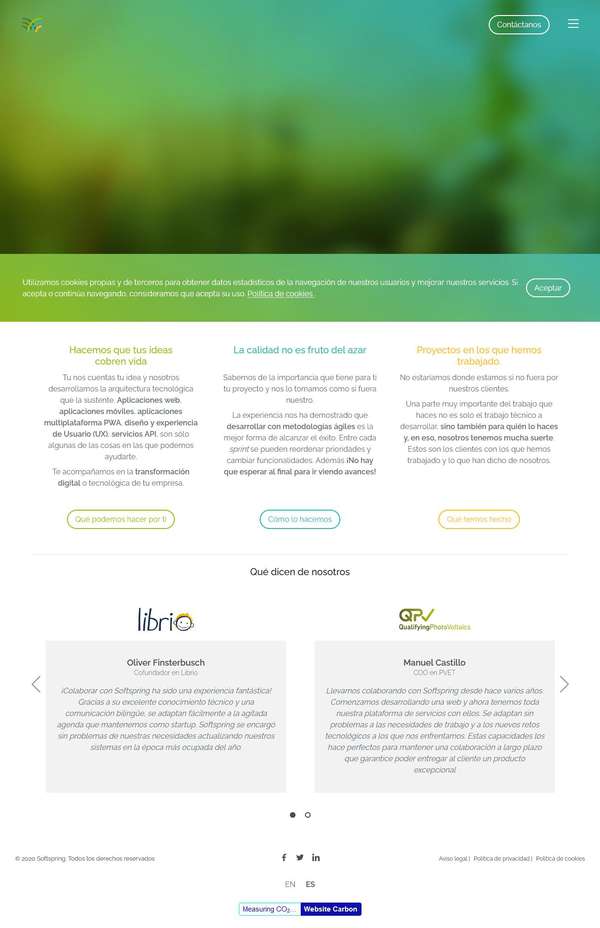 Contáctanos
Utilizamos cookies propias y de terceros para obtener datos estadísticos de la navegación de nuestros usuarios y mejorar nuestros servicios. Si
acepta o continúa navegando, consideramos que acepta su uso. Política de cookies.
Aceptar
Hacemos que tus ideas
cobren vida
Tu nos cuentas tu idea y nosotros
desarrollamos la arquitectura tecnológica
que la sustente. Aplicaciones web,
aplicaciones móviles, aplicaciones
multiplataforma PWA, diseño y experiencia
de Usuario (UX), servicios API, son sólo
algunas de las cosas en las que podemos
ayudarte.
Te acompañamos en la transformación
digital o tecnológica de tu empresa.
Qué podemos hacer por ti
La calidad no es fruto del azar
Sabemos de la importancia que tiene para ti
tu proyecto y nos lo tomamos como si fuera
nuestro.
La experiencia nos ha demostrado que
desarrollar con metodologías ágiles es la
mejor forma de alcanzar el éxito. Entre cada
sprint se pueden reordenar prioridades y
cambiar funcionalidades. Además ¡No hay
que esperar al final para ir viendo avances!
Cómo lo hacemos
Proyectos en los que hemos
trabajado.
No estaríamos donde estamos si no fuera por
nuestros clientes.
Una parte muy importante del trabajo que
haces no es solo el trabajo técnico a
desarrollar, sino también para quién lo haces
y, en eso, nosotros tenemos mucha suerte.
Estos son los clientes con los que hemos
trabajado y lo que han dicho de nosotros.
Qué hemos hecho
Qué dicen de nosotros
librio
Oliver Finsterbusch
Cofundador en Librio
¡Colaborar con Softspring ha sido una experiencia fantástica!
Gracias a su excelente conocimiento técnico y una
comunicación bilingüe, se adaptan fácilmente a la agitada
agenda que mantenemos como startup. Softspring se encargó
sin problemas de nuestras necesidades actualizando nuestros
sistemas en la época más ocupada del año
QPV
QualifyingPhotoVoltaics
Manuel Castillo
COO en PVET
Llevamos colaborando con Softspring desde hace varios años.
Comenzamos desarrollando una web y ahora tenemos toda
nuestra plataforma de servicios con ellos. Se adaptan sin
problemas a las necesidades de trabajo y a los nuevos retos
tecnológicos a los que nos enfrentamos. Estas capacidades los
hace perfectos para mantener una colaboración a largo plazo
que garantice poder entregar al cliente un producto
excepcional
© 2020 Softspring. Todos los derechos reservados
Aviso legal | Política de privacidad | Política de cookies
EN ES
Measuring CO2... Website Carbon